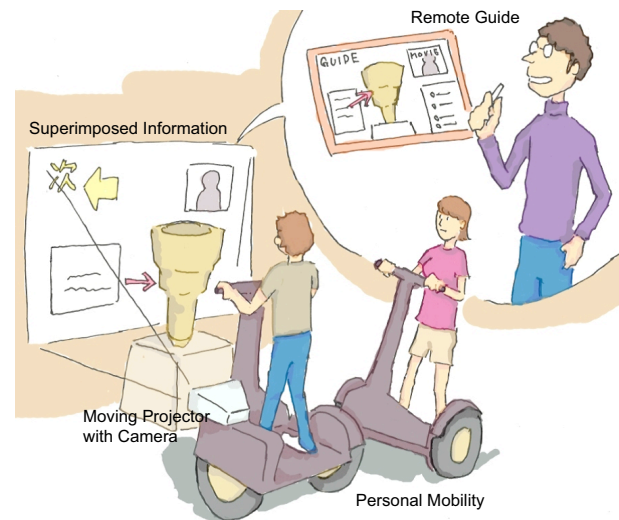 Remote Guide
GUIDE
MOVIE
Superimposed Information
Moving Projector
with Camera
Personal Mobility